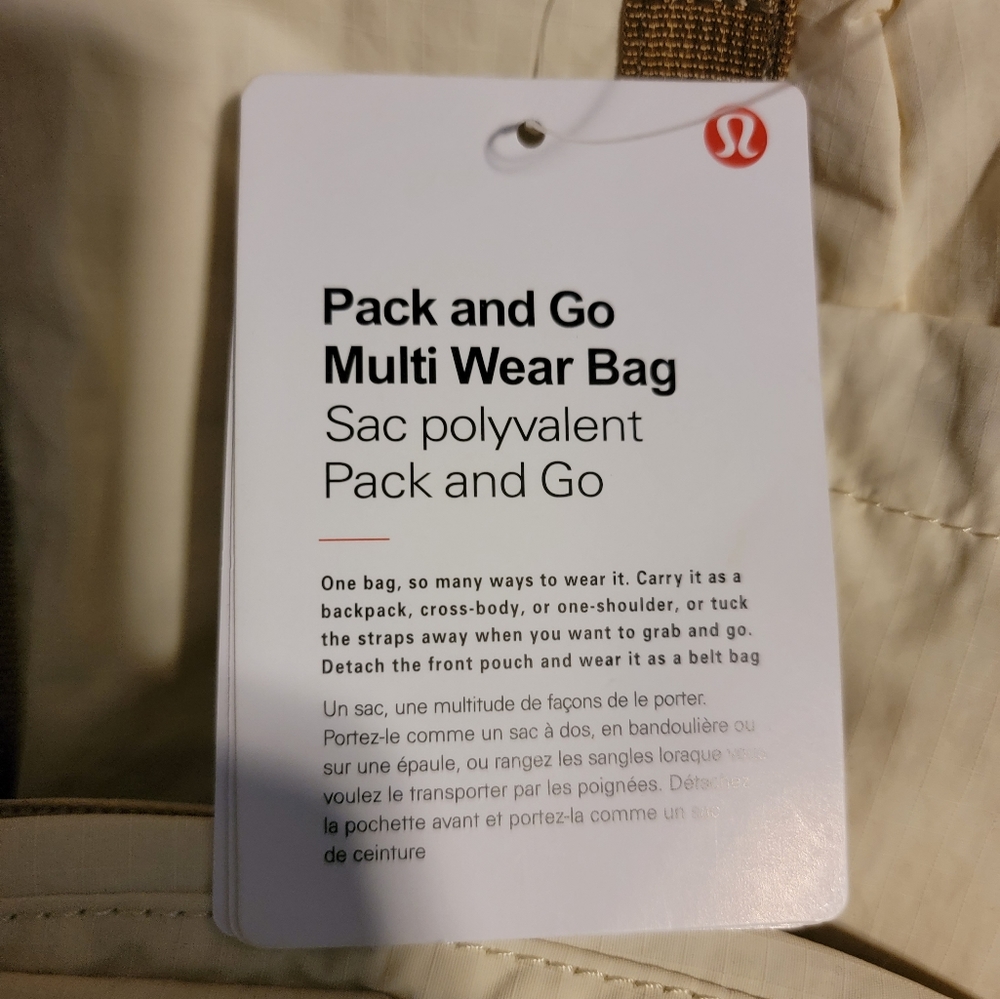 Pack and Go
Multi Wear Bag
Sac polyvalent
Pack and Go
One bag, so many ways to wear it. Carry it as a
backpack, cross-body, or one-shoulder, or tuck
the straps away when you want to grab and go.
Detach the front pouch and wear it as a belt bag
Un sac, une multitude de façons de le porter.
Portez-le comme un sac à dos, en bandoulière ou
sur une épaule, ou rangez les sangles loraque vous
voulez le transporter par les poignées. Détachez
la pochette avant et portez-la comme un sac
de ceinture